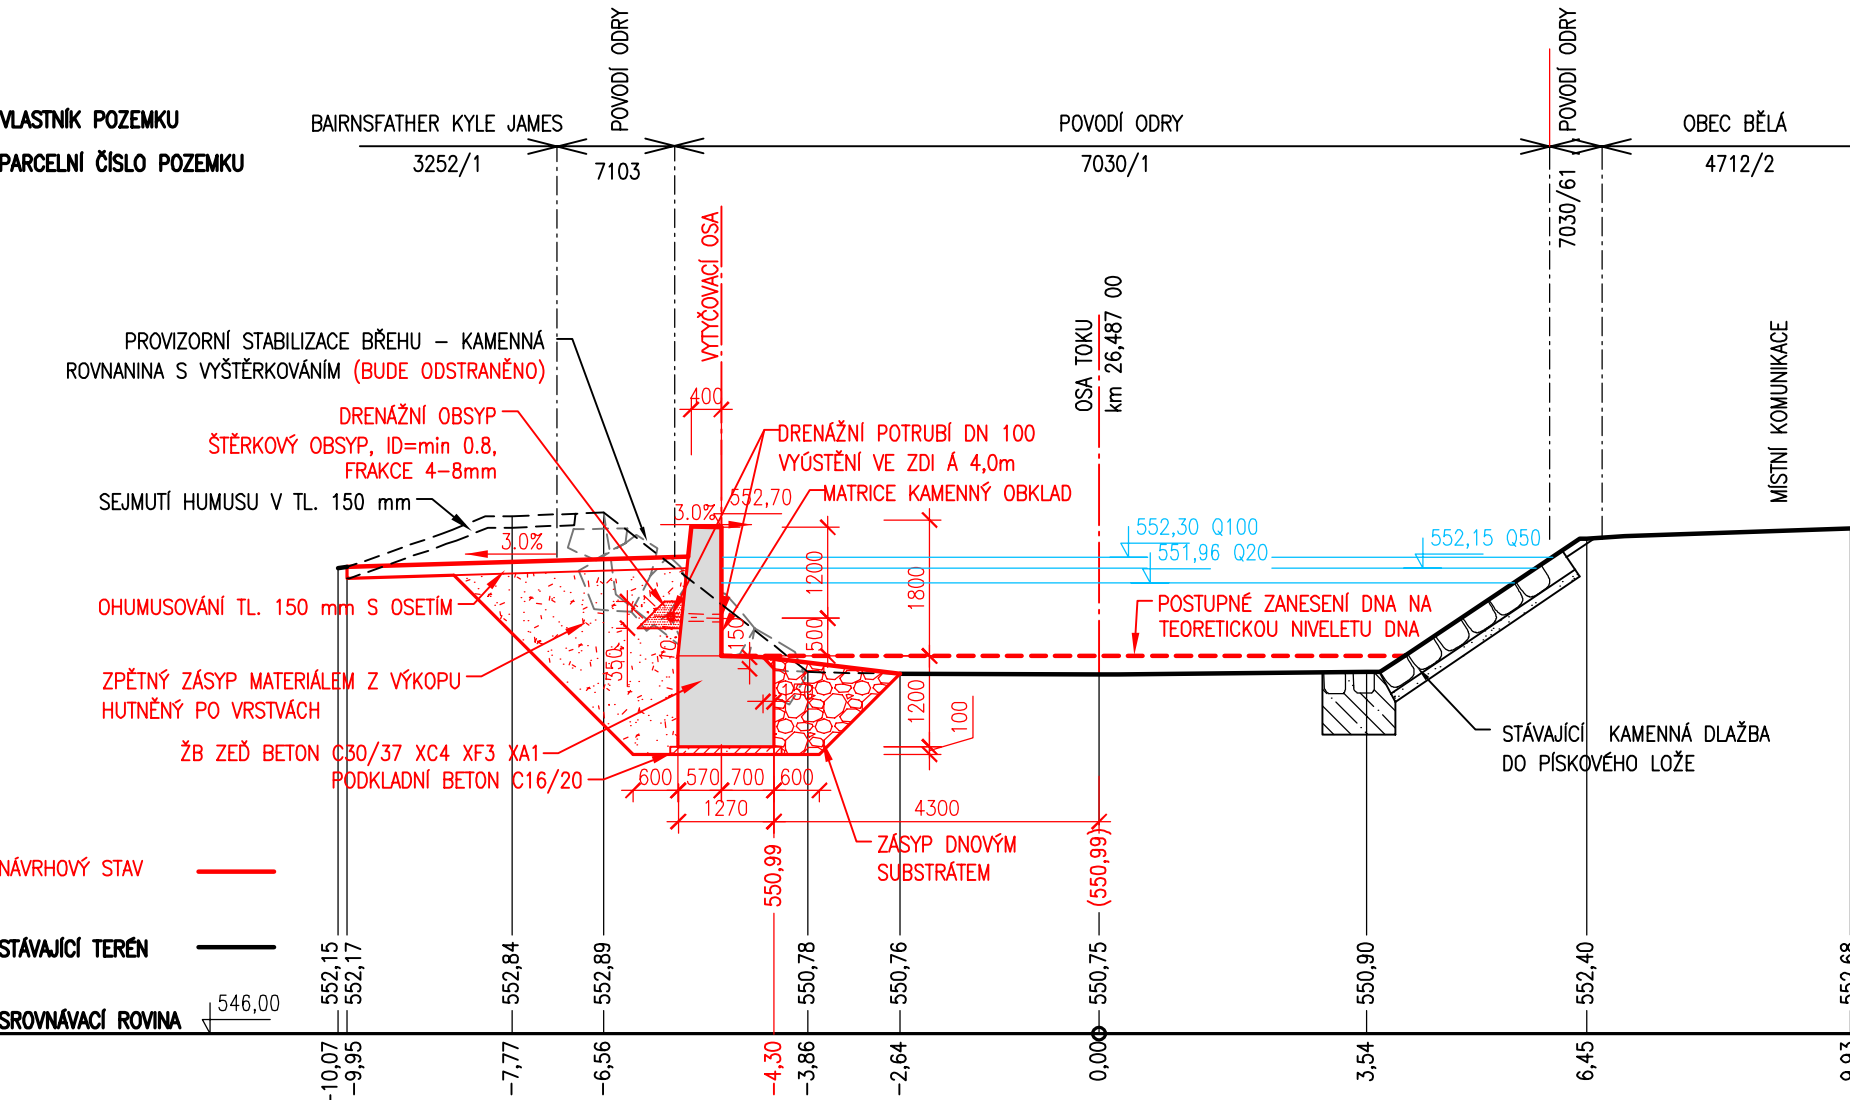 POVODÍ ODRY
POVODÍ ODRY
VLASTNÍK POZEMKU
BAIRNSFATHER KYLE JAMES
POVODÍ ODRY
OBEC BĚLÁ
PARCELNÍ ČÍSLO POZEMKU
3252/1
7103
7030/1
7030/61
4712/2
VYTYČOVACÍ OSA
OSA TOKU
km 26,487 00
MÍSTNÍ KOMUNIKACE
PROVIZORNÍ STABILIZACE BŘEHU – KAMENNÁ
ROVNANINA S VYŠTĚRKOVÁNÍM (BUDE ODSTRANĚNO)
400
DRENÁŽNÍ OBSYP
ŠTĚRKOVÝ OBSYP, ID=min 0.8,
FRAKCE 4–8mm
DRENÁŽNÍ POTRUBÍ DN 100
VYÚSTĚNÍ VE ZDI Á 4,0m
SEJMUTÍ HUMUSU V TL. 150 mm
MATRICE KAMENNÝ OBKLAD
552,70
3.0%
3.0%
552,30 Q100
551,96 Q20
552,15 Q50
1200
1800
OHUMUSOVÁNÍ TL. 150 mm S OSETÍM
POSTUPNÉ ZANESENÍ DNA NA
TEORETICKOU NIVELETU DNA
500
150
350
ZPĚTNÝ ZÁSYP MATERIÁLEM Z VÝKOPU
HUTNĚNÝ PO VRSTVÁCH
150
1200
100
STÁVAJÍCÍ KAMENNÁ DLAŽBA
DO PÍSKOVÉHO LOŽE
ŽB ZEĎ BETON C30/37 XC4 XF3 XA1
PODKLADNÍ BETON C16/20
600
570
700
600
1270
4300
ZÁSYP DNOVÝM
SUBSTRÁTEM
NÁVRHOVÝ STAV
550,99
(550,99)
STÁVAJÍCÍ TERÉN
552,15
552,17
552,84
552,89
550,78
550,76
550,75
550,90
552,40
552,68
SROVNÁVACÍ ROVINA
546,00
–10,07
–9,95
–7,77
–6,56
–4,30
–3,86
–2,64
0,00
3,54
6,45
9,93